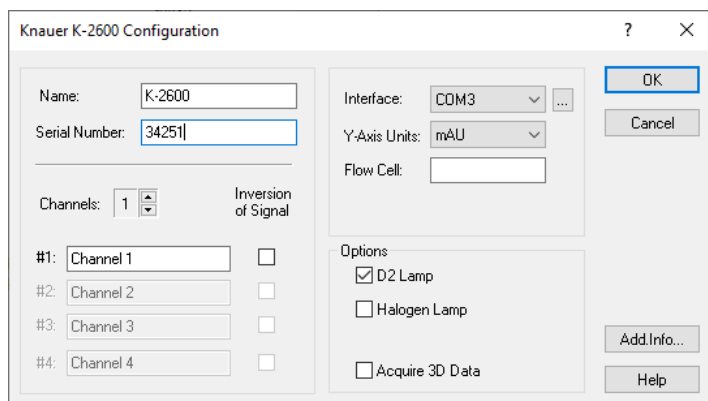 Knauer K-2600 Configuration
?
Name: K-2600
Serial Number: 34251
Channels: 1
Inversion
of Signal
#1: Channel 1
#2: Channel 2
#3: Channel 3
#4: Channel 4
Interface: COM3 ...
Y-Axis Units: mAU
Flow Cell:
Options
D2 Lamp
Halogen Lamp
Acquire 3D Data
OK
Cancel
Add.Info...
Help